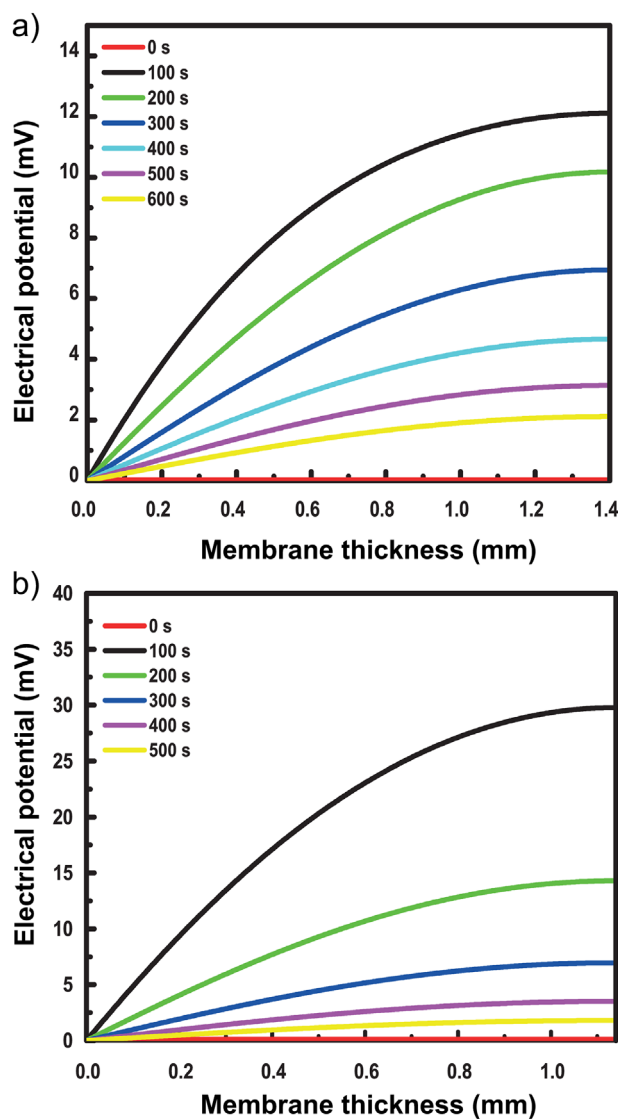 a)
Electrical potential (mV)
14
12
10
8
6
4
2
0
0 s
100 s
200 s
300 s
400 s
500 s
600 s
0.0 0.2 0.4 0.6 0.8 1.0 1.2 1.4
Membrane thickness (mm)
b)
Electrical potential (mV)
40
35
30
25
20
15
10
5
0
0 s
100 s
200 s
300 s
400 s
500 s
0.0 0.2 0.4 0.6 0.8 1.0
Membrane thickness (mm)